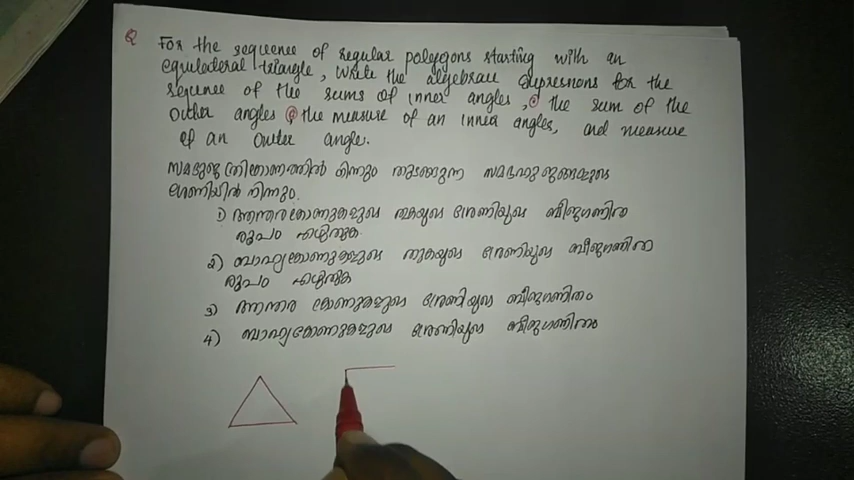 Q For the sequence of regular polygons starting with an
equilateral triangle, write the algebraic expressions for the
sequence of the sums of inner angles, the sum of the
outer angles the measure of an inner angles, and measure
of an outer angle.
സമഭുജ ത്രികോണത്തിൽ നിന്നും തുടങ്ങുന്ന സമബഹുഭുജങ്ങളുടെ
ശ്രേണിയിൽ നിന്നും.
1) ആന്തരകോണുകളുടെ തുകയുടെ ശ്രേണിയുടെ ബീജഗണിത
രൂപം എഴുതുക.
2) ബാഹ്യകോണുകളുടെ തുകയുടെ ശ്രേണിയുടെ ബീജഗണിത
രൂപം എഴുതുക
3) ആന്തര കോണുകളുടെ ശ്രേണിയുടെ ബീജഗണിതം
4) ബാഹ്യകോണുകളുടെ ശ്രേണിയുടെ ബീജഗണിതം